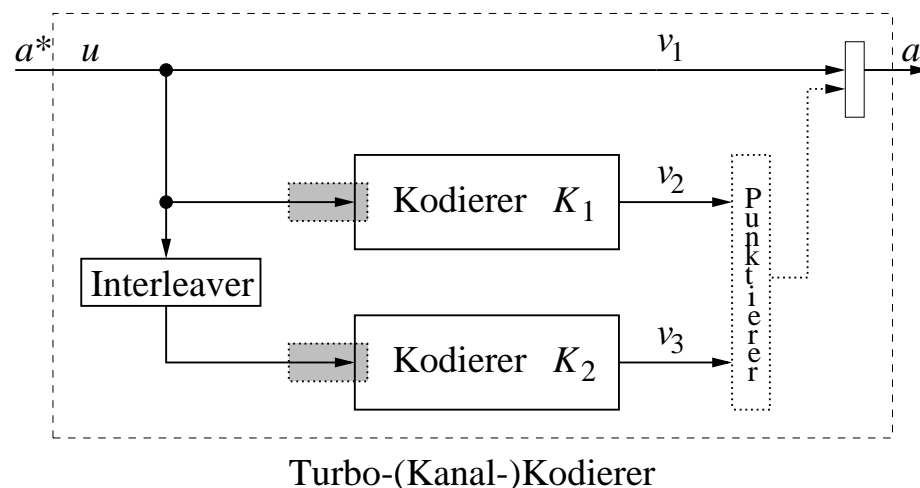 a* u v1 a
Kodierer K1 v2
Interleaver
Kodierer K2 v3
Punktierer
Turbo-(Kanal-)Kodierer